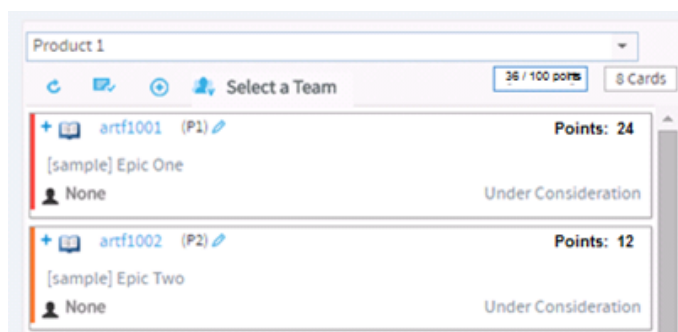 Product 1
Select a Team 36 / 100 points 8 Cards
+ artf1001 (P1) Points: 24
[sample] Epic One
None Under Consideration
+ artf1002 (P2) Points: 12
[sample] Epic Two
None Under Consideration